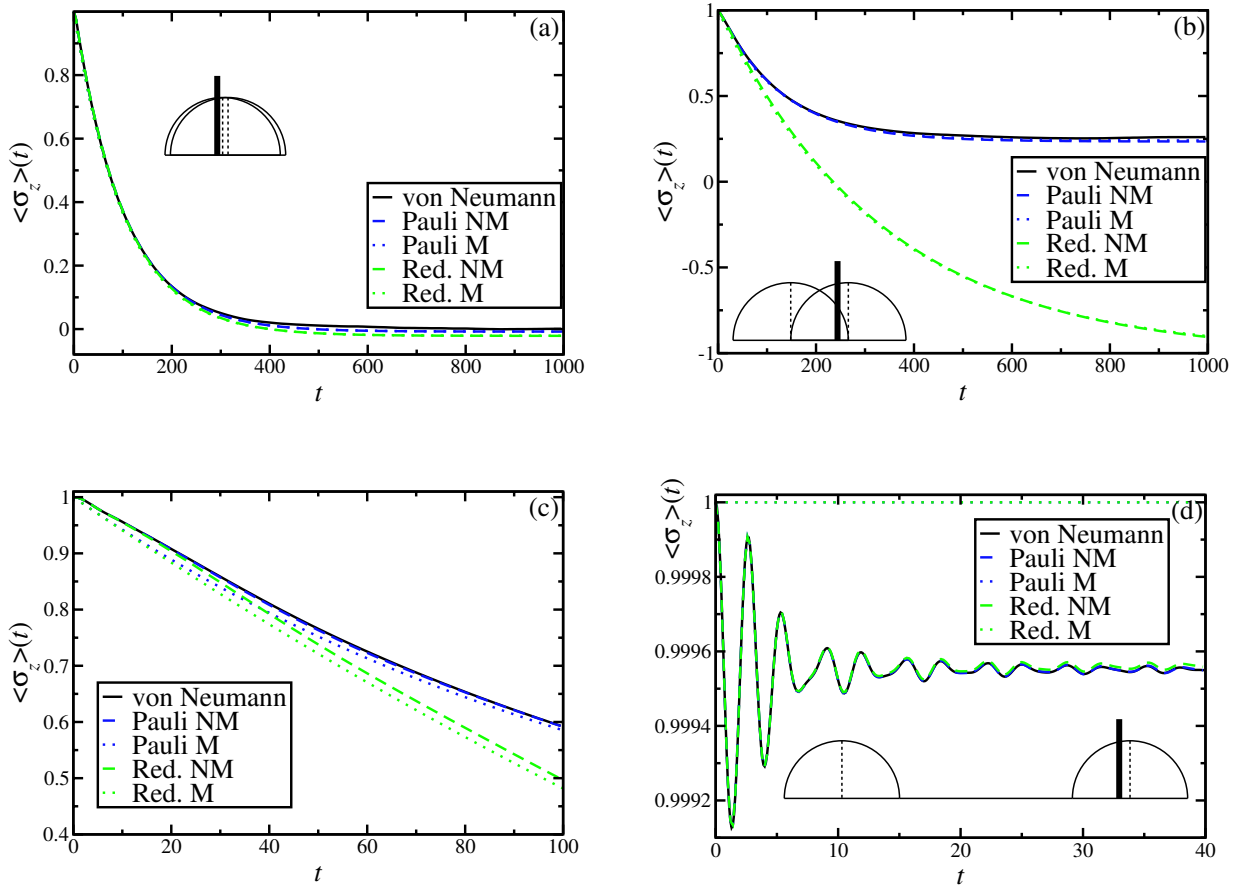 (a)
<σz>(t)
0.8
0.6
0.4
0.2
0
0 200 400 600 800 1000
t
von Neumann
Pauli NM
Pauli M
Red. NM
Red. M
(b)
<σz>(t)
1
0.5
0
-0.5
-1
0 200 400 600 800 1000
t
von Neumann
Pauli NM
Pauli M
Red. NM
Red. M
(c)
<σz>(t)
1
0.9
0.8
0.7
0.6
0.5
0.4
0 20 40 60 80 100
t
von Neumann
Pauli NM
Pauli M
Red. NM
Red. M
(d)
<σz>(t)
1
0.9998
0.9996
0.9994
0.9992
0 10 20 30 40
t
von Neumann
Pauli NM
Pauli M
Red. NM
Red. M